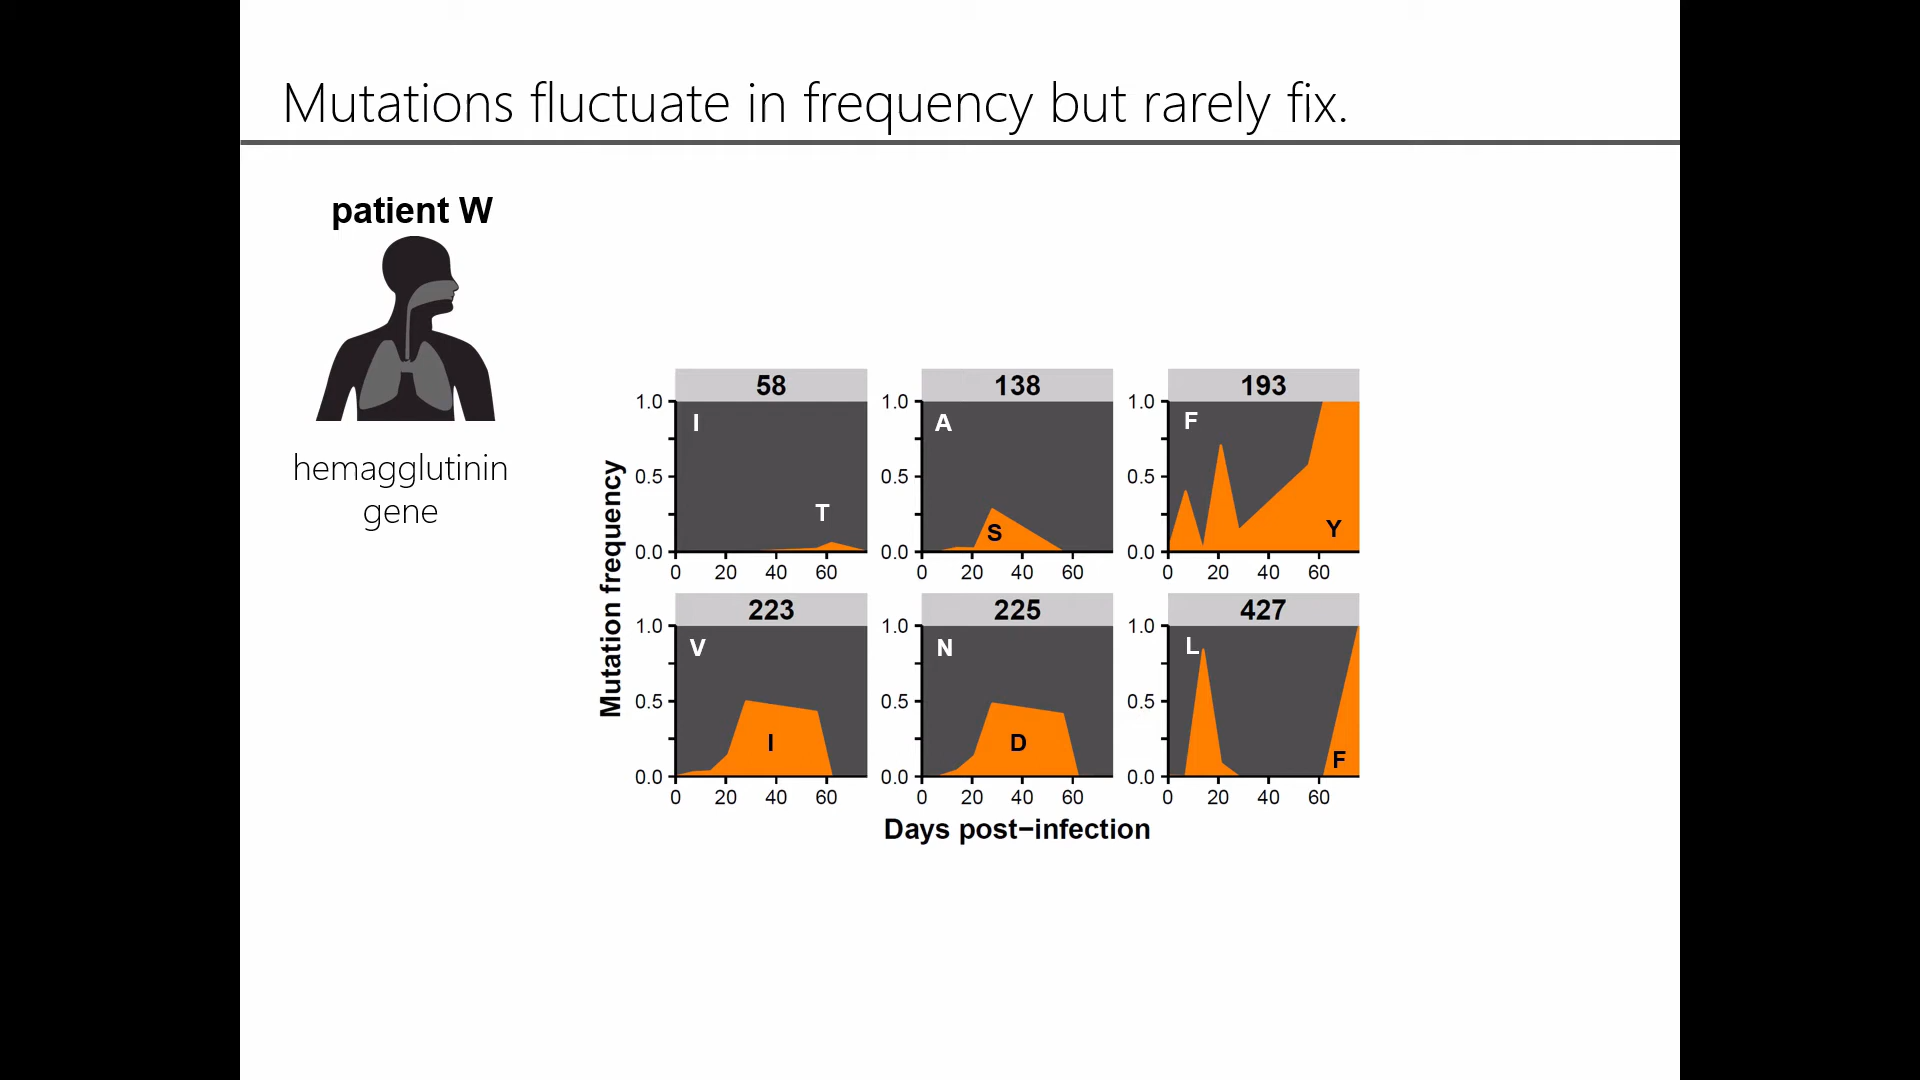 Mutations fluctuate in frequency but rarely fix.
patient W
hemagglutinin
gene
Mutation frequency
58
1.0
0.5
0.0
I
T
0 20 40 60
138
1.0
0.5
0.0
A
S
0 20 40 60
193
1.0
0.5
0.0
F
Y
0 20 40 60
223
1.0
0.5
0.0
V
I
0 20 40 60
225
1.0
0.5
0.0
N
D
0 20 40 60
427
1.0
0.5
0.0
L
F
0 20 40 60
Days post−infection